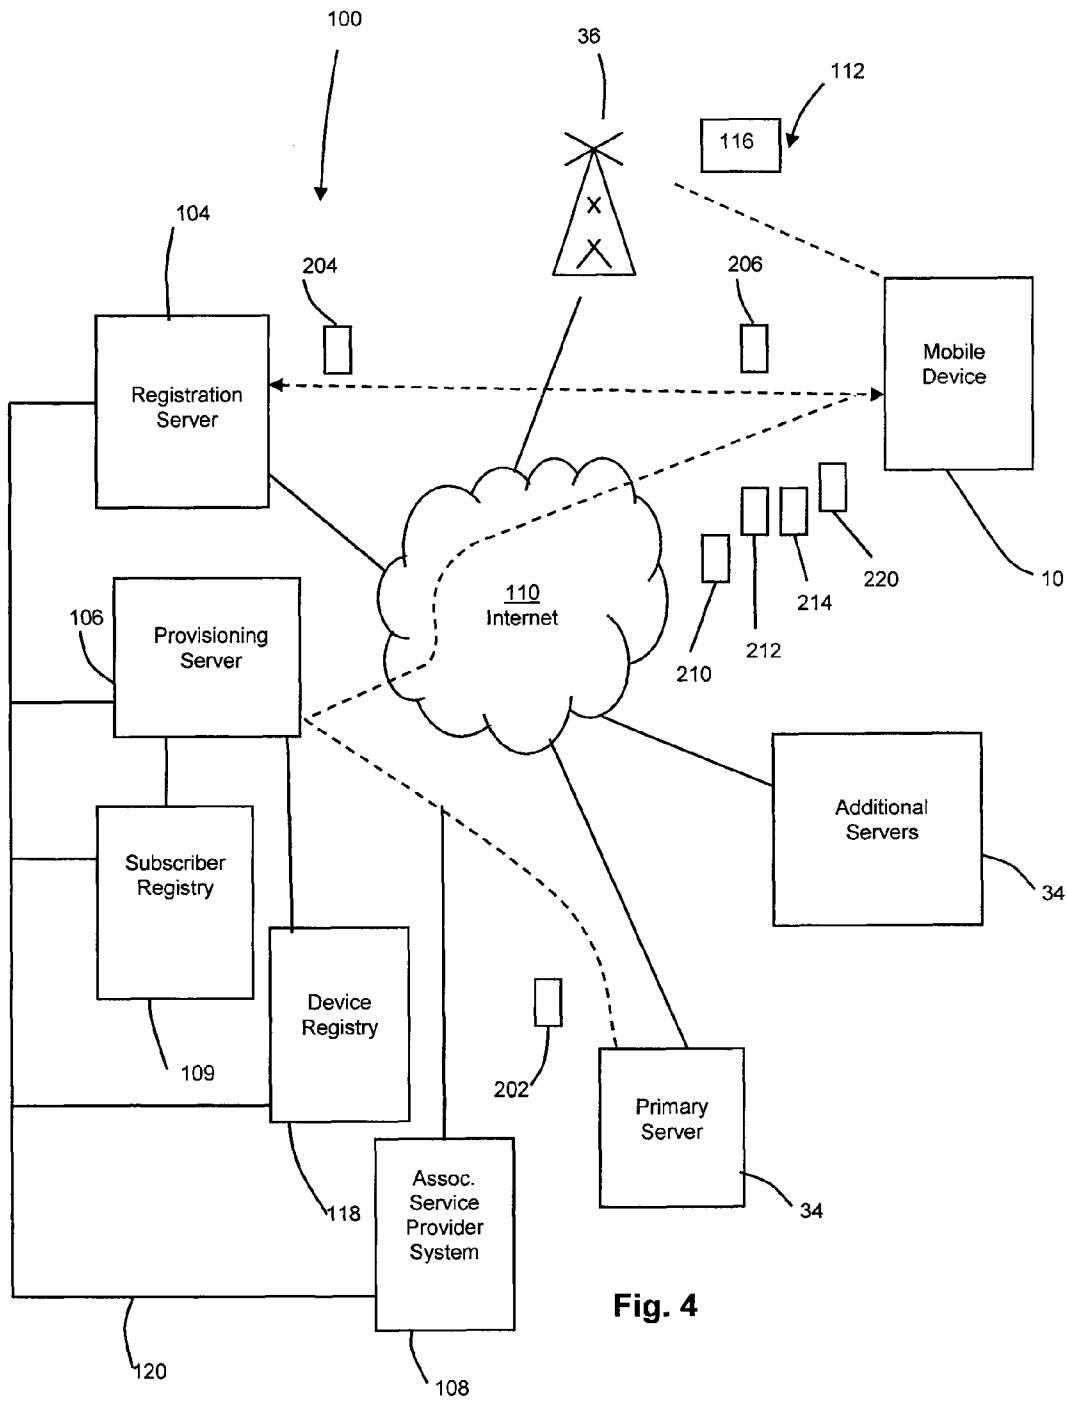 100
36
112
116
104
204
206
Mobile
Device
Registration
Server
110
Internet
10
220
214
212
210
106
Provisioning
Server
Additional
Servers
34
Subscriber
Registry
Device
Registry
109
202
Primary
Server
Assoc.
Service
Provider
System
118
34
Fig. 4
120
108